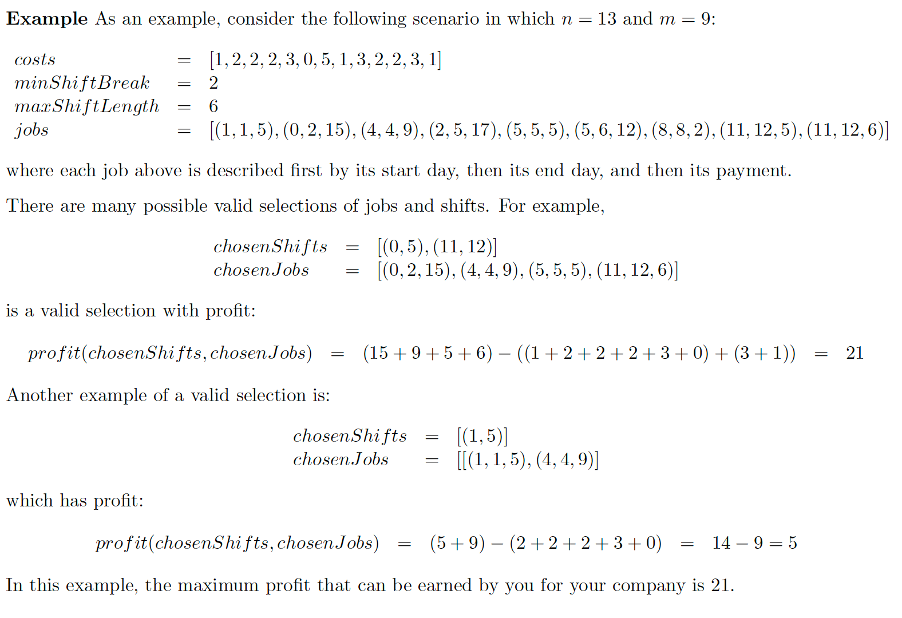 Example As an example, consider the following scenario in which n = 13 and m = 9:
costs = [1, 2, 2, 2, 3, 0, 5, 1, 3, 2, 2, 3, 1]
minShiftBreak = 2
maxShiftLength = 6
jobs = [(1, 1, 5), (0, 2, 15), (4, 4, 9), (2, 5, 17), (5, 5, 5), (5, 6, 12), (8, 8, 2), (11, 12, 5), (11, 12, 6)]
where each job above is described first by its start day, then its end day, and then its payment.
There are many possible valid selections of jobs and shifts. For example,
chosenShifts = [(0, 5), (11, 12)]
chosenJobs = [(0, 2, 15), (4, 4, 9), (5, 5, 5), (11, 12, 6)]
is a valid selection with profit:
profit(chosenShifts, chosenJobs) = (15 + 9 + 5 + 6) − ((1 + 2 + 2 + 2 + 3 + 0) + (3 + 1)) = 21
Another example of a valid selection is:
chosenShifts = [(1, 5)]
chosenJobs = [[(1, 1, 5), (4, 4, 9)]
which has profit:
profit(chosenShifts, chosenJobs) = (5 + 9) − (2 + 2 + 2 + 3 + 0) = 14 − 9 = 5
In this example, the maximum profit that can be earned by you for your company is 21.